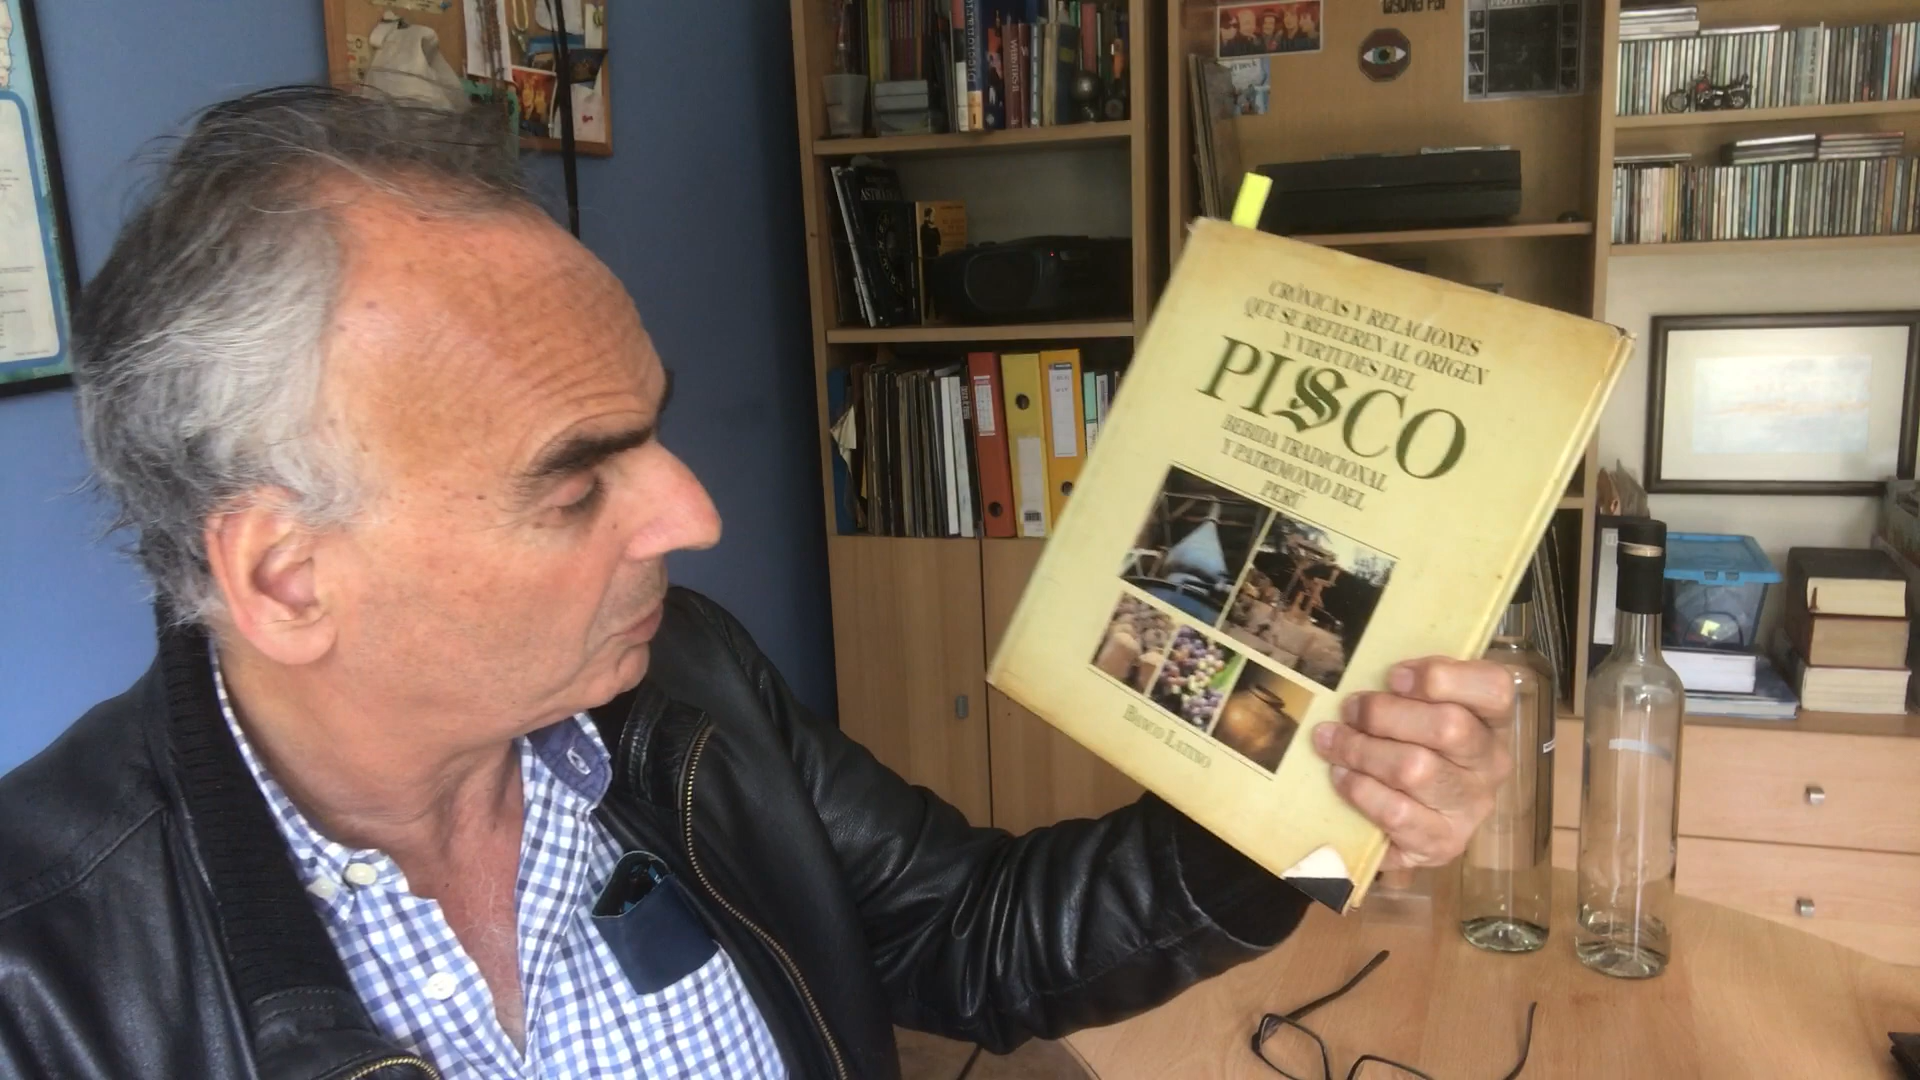 CRÓNICAS Y RELACIONES
QUE SE REFIEREN AL ORIGEN
Y VIRTUDES DEL
PISCO
BEBIDA TRADICIONAL
Y PATRIMONIO DEL
PERÚ
BANCO LATINO